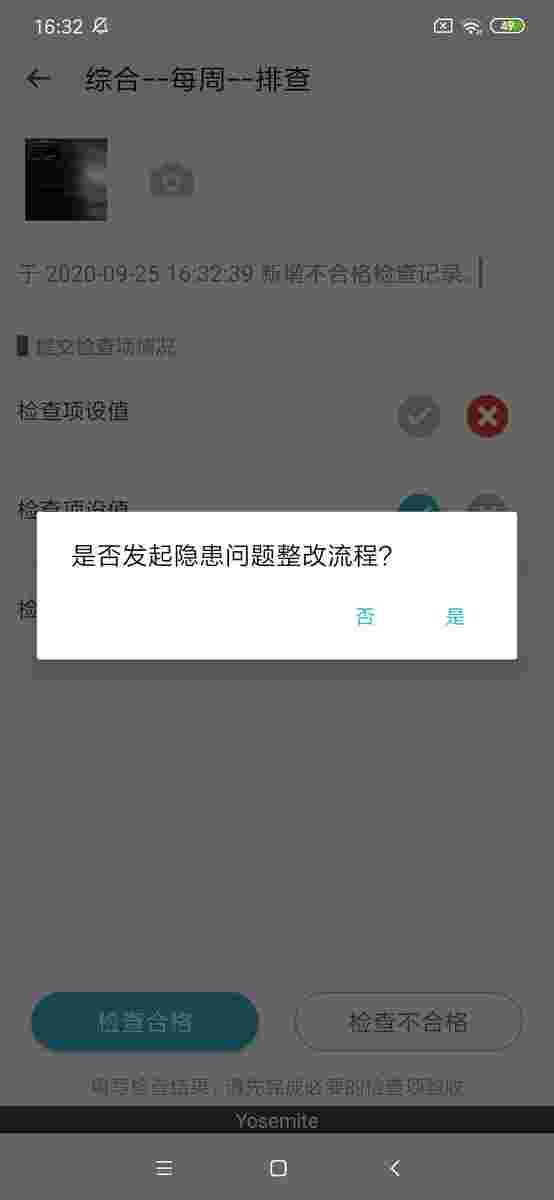 16:32
49
综合--每周--排查
于 2020-09-25 16:32:39 新增不合格检查记录。
提交检查项情况
检查项设值
检查项设值
是否发起隐患问题整改流程?
检
否 是
检查合格 检查不合格
填写检查结果，请先完成必要的检查项验收
Yosemite